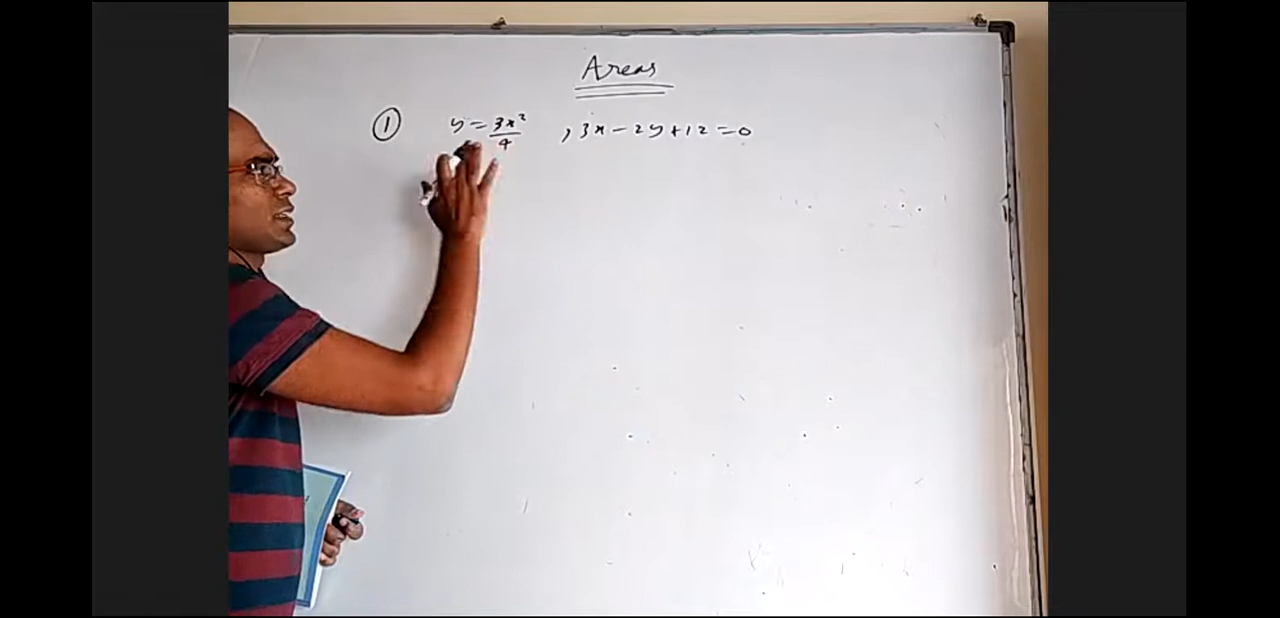 Areas
① y = 3x²/4 , 3x - 2y + 12 = 0